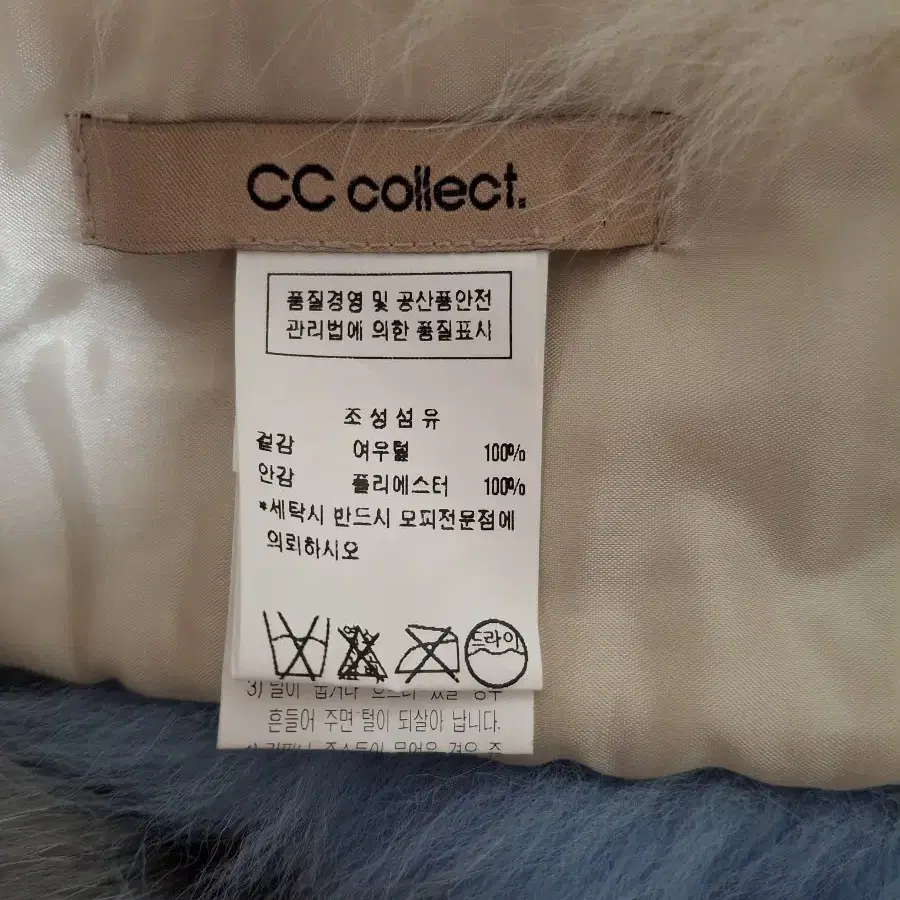 CC collect.
품질경영 및 공산품안전
관리법에 의한 품질표시
조성섬유
겉감 여우털 100%
안감 폴리에스터 100%
*세탁시 반드시 모피전문점에
의뢰하시오
드라이
3) 털이
흔들어 주면 털이 되살아 납니다.